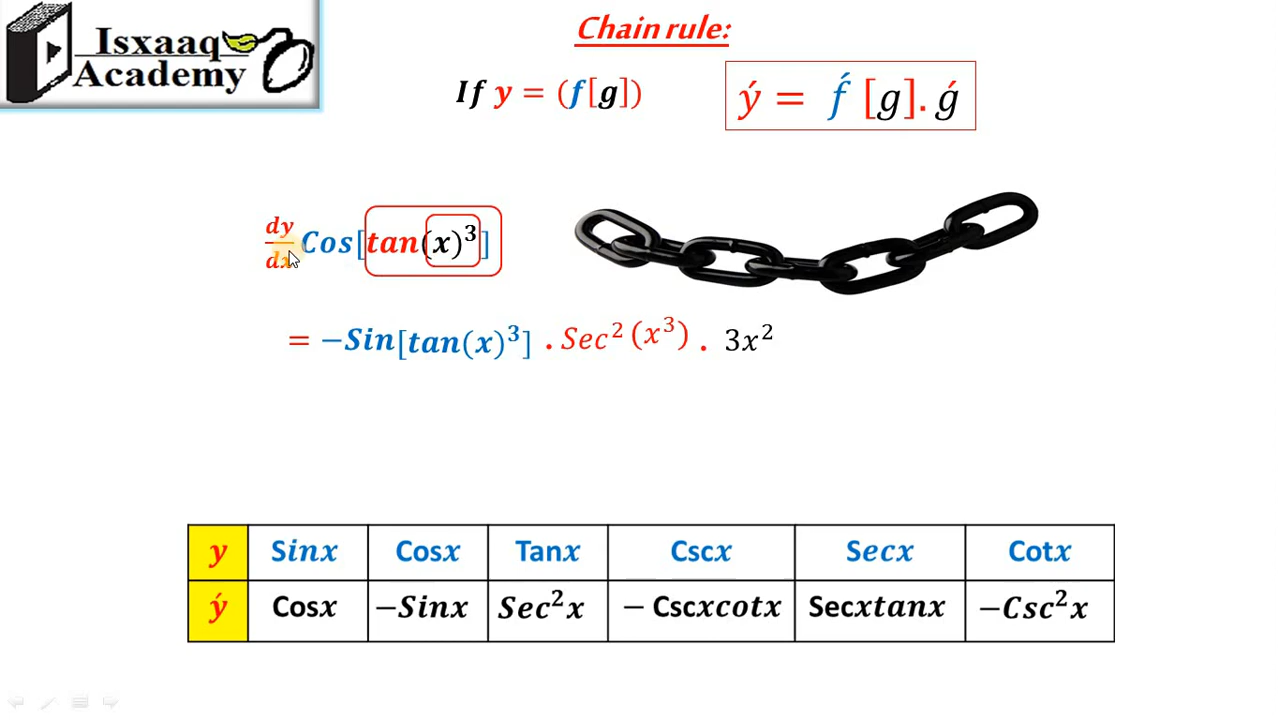 Isxaaq
Academy
Chain rule:
If y = (f[g])
ý = f́ [g]. ǵ
dy/dx Cos[tan(x)³]
= −Sin[tan(x)³] . Sec² (x³) . 3x²
y Sinx Cosx Tanx Cscx Secx Cotx
ý Cosx −Sinx Sec²x − Cscxcotx Secxtanx −Csc²x